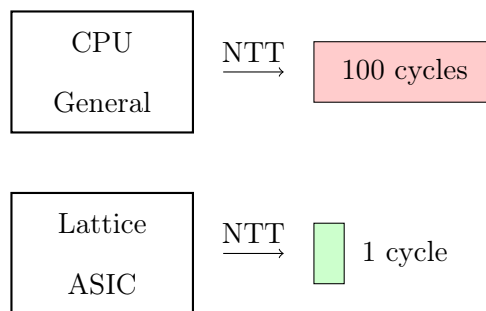 CPU
General
NTT
100 cycles
Lattice
ASIC
NTT
1 cycle